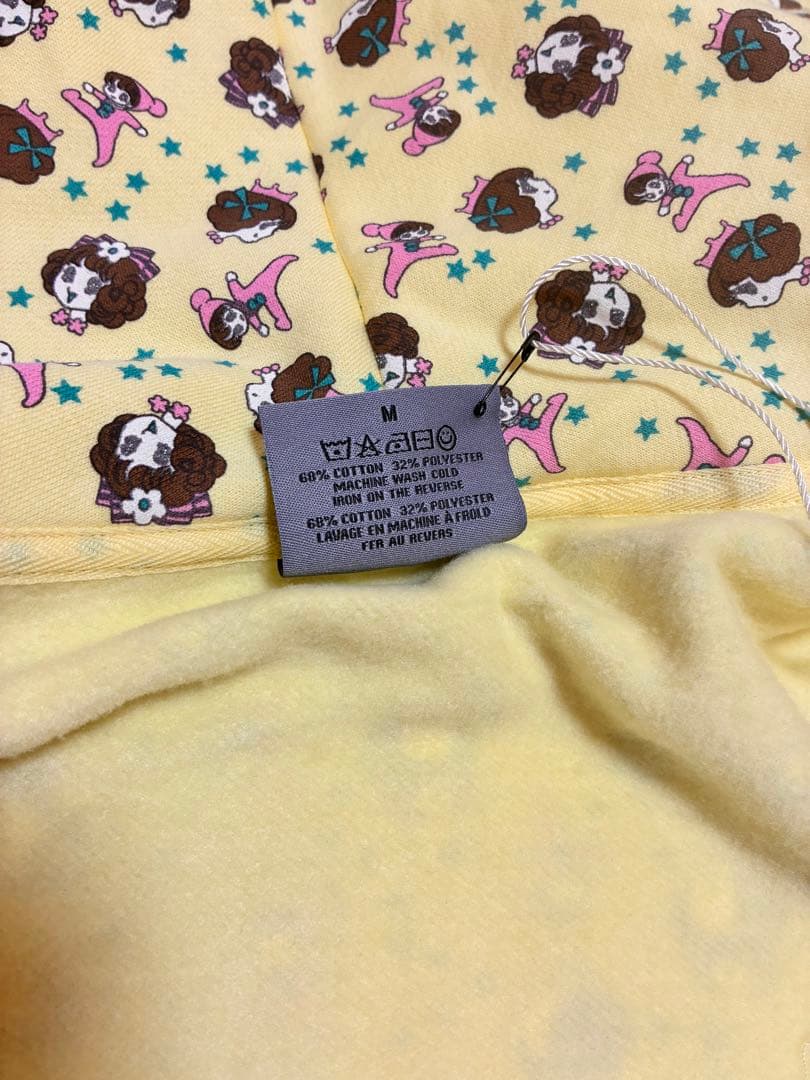 M
68% COTTON 32% POLYESTER
MACHINE WASH COLD
IRON ON THE REVERSE
68% COTTON 32% POLYESTER
LAVAGE EN MACHINE À FROLD
FER AU REVERS